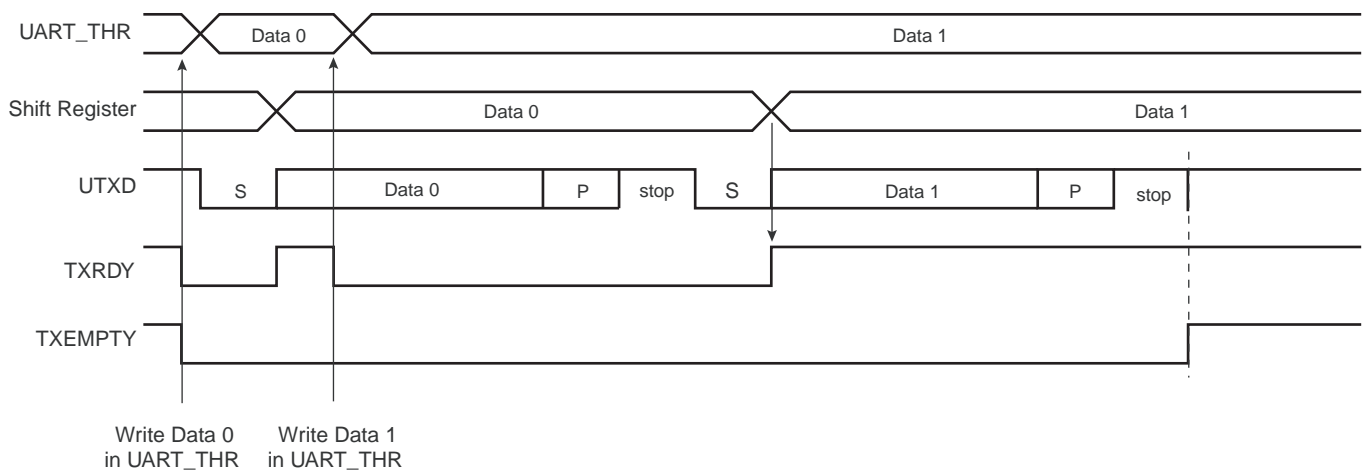 UART_THR
Data 0
Data 1
Shift Register
Data 0
Data 1
UTXD
S
Data 0
P
stop
S
Data 1
P
stop
TXRDY
TXEMPTY
Write Data 0
in UART_THR
Write Data 1
in UART_THR